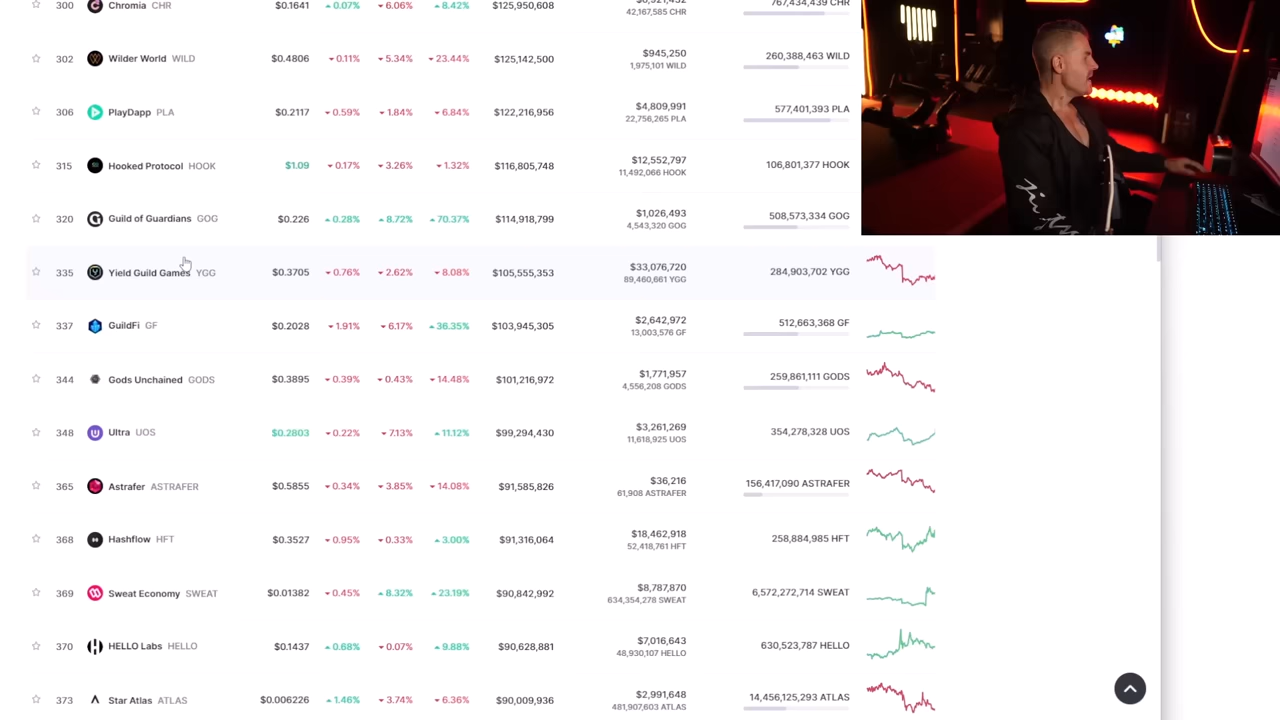 300 Chromia CHR $0.1641 0.07% 6.06% 8.42% $125,950,608
42,167,585 CHR 767,434,439 CHR
302 Wilder World WILD $0.4806 0.11% 5.34% 23.44% $125,142,500 $945,250 260,388,463 WILD
1,975,101 WILD
306 PlayDapp PLA $0.2117 0.59% 1.84% 6.84% $122,216,956 $4,809,991 577,401,393 PLA
22,756,265 PLA
315 Hooked Protocol HOOK $1.09 0.17% 3.26% 1.32% $116,805,748 $12,552,797 106,801,377 HOOK
11,492,066 HOOK
320 Guild of Guardians GOG $0.226 0.28% 8.72% 70.37% $114,918,799 $1,026,493 508,573,334 GOG
4,543,320 GOG
335 Yield Guild Games YGG $0.3705 0.76% 2.62% 8.08% $105,555,353 $33,076,720 284,903,702 YGG
89,460,661 YGG
337 GuildFi GF $0.2028 1.91% 6.17% 36.35% $103,945,305 $2,642,972 512,663,368 GF
13,003,576 GF
344 Gods Unchained GODS $0.3895 0.39% 0.43% 14.48% $101,216,972 $1,771,957 259,861,111 GODS
4,556,208 GODS
348 Ultra UOS $0.2803 0.22% 7.13% 11.12% $99,294,430 $3,261,269 354,278,328 UOS
11,618,925 UOS
365 Astrafer ASTRAFER $0.5855 0.34% 3.85% 14.08% $91,585,826 $36,216 156,417,090 ASTRAFER
61,908 ASTRAFER
368 Hashflow HFT $0.3527 0.95% 0.33% 3.00% $91,316,064 $18,462,918 258,884,985 HFT
52,418,761 HFT
369 Sweat Economy SWEAT $0.01382 0.45% 8.32% 23.19% $90,842,992 $8,787,870 6,572,272,714 SWEAT
634,354,278 SWEAT
370 HELLO Labs HELLO $0.1437 0.68% 0.07% 9.88% $90,628,881 $7,016,643 630,523,787 HELLO
48,930,107 HELLO
373 Star Atlas ATLAS $0.006226 1.46% 3.74% 6.36% $90,009,936 $2,991,648 14,456,125,293 ATLAS
481,907,603 ATLAS